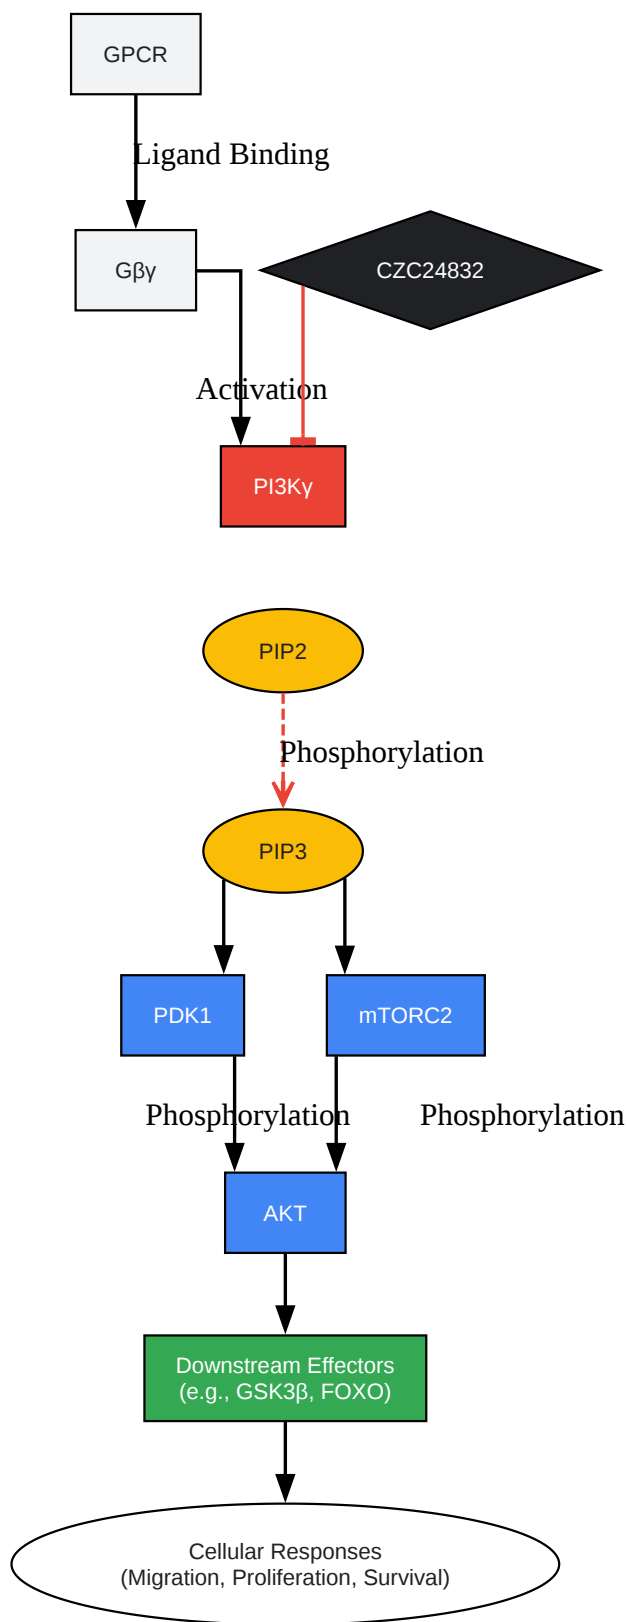 GPCR
Ligand Binding
Gβγ
CZC24832
Activation
PI3Kγ
PIP2
Phosphorylation
PIP3
PDK1
mTORC2
Phosphorylation
Phosphorylation
AKT
Downstream Effectors
(e.g., GSK3β, FOXO)
Cellular Responses
(Migration, Proliferation, Survival)